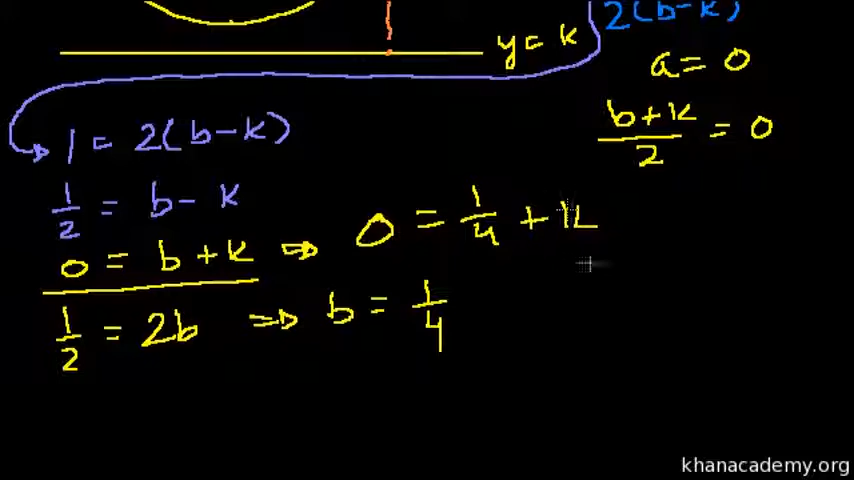 2(b-k)
y = k
a = 0
b+k/2 = 0
1 = 2(b-k)
1/2 = b - k
0 = b + k ⇒ 0 = 1/4 + k
1/2 = 2b ⇒ b = 1/4
khanacademy.org